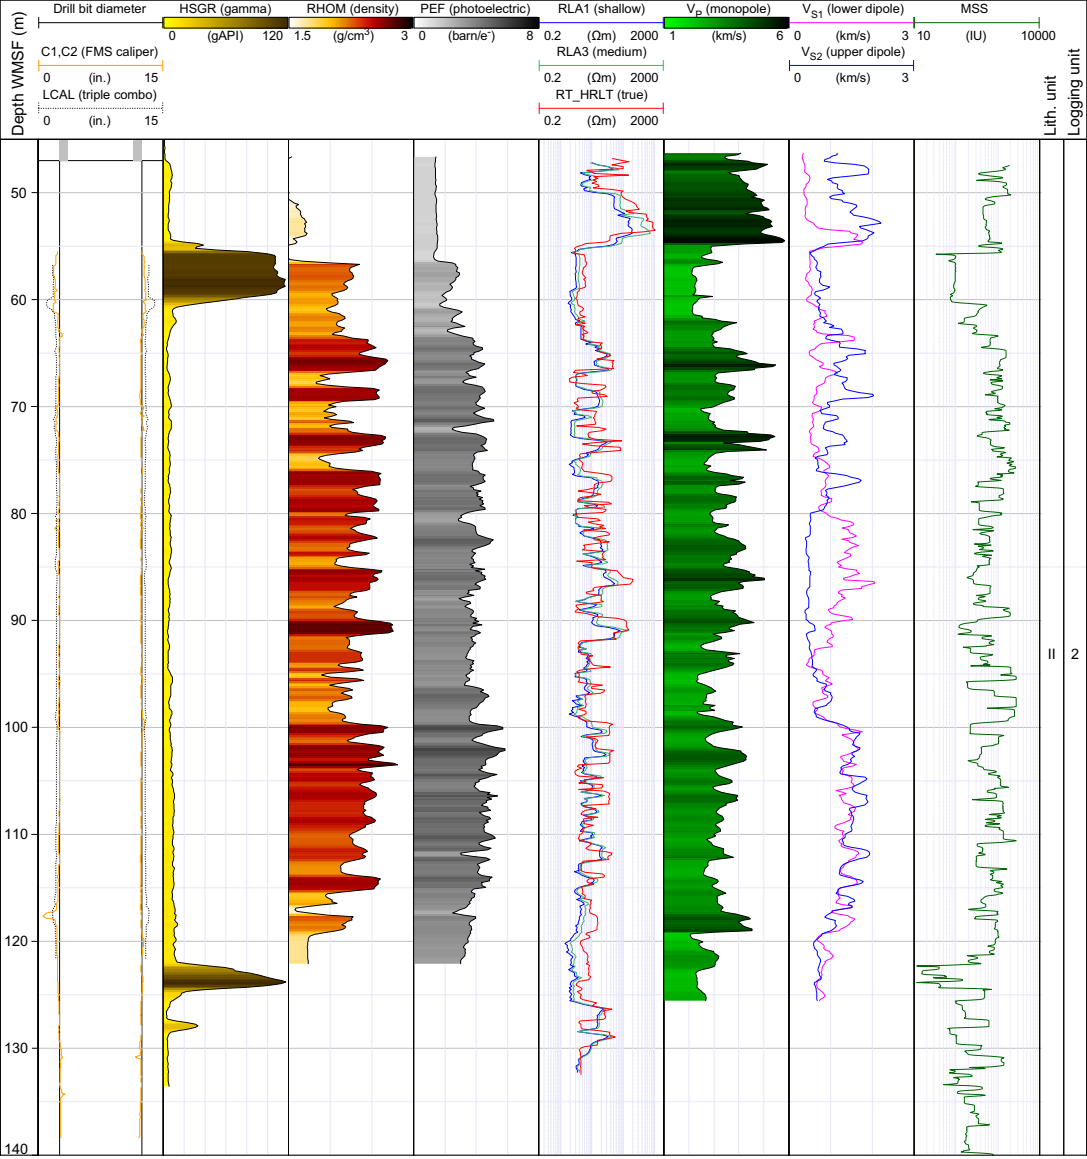 Drill bit diameter
HSGR (gamma)
RHOM (density)
PEF (photoelectric)
RLA1 (shallow)
VP (monopole)
VS1 (lower dipole)
MSS
0 (gAPI) 120
1.5 (g/cm³) 3
0 (barn/e⁻) 8
0.2 (Ωm) 2000
1 (km/s) 6
0 (km/s) 3
10 (IU) 10000
C1,C2 (FMS caliper)
RLA3 (medium)
VS2 (upper dipole)
0 (in.) 15
0.2 (Ωm) 2000
0 (km/s) 3
LCAL (triple combo)
RT_HRLT (true)
0 (in.) 15
0.2 (Ωm) 2000
Depth WMSF (m)
Lith. unit
Logging unit
50
60
70
80
90
II 2
100
110
120
130
140